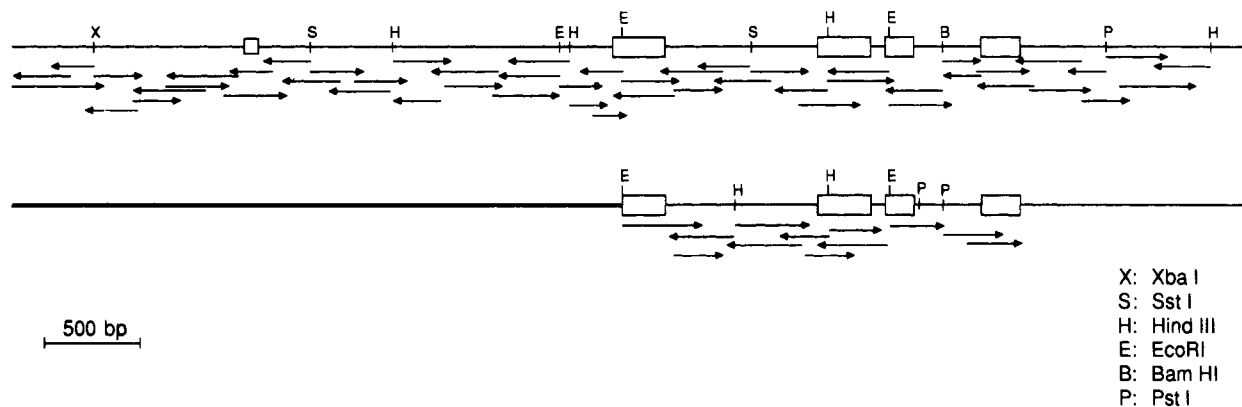 X S H E H E S H E B P H
E H H E P P
500 bp
X: Xba I
S: Sst I
H: Hind III
E: EcoRI
B: Bam HI
P: Pst I